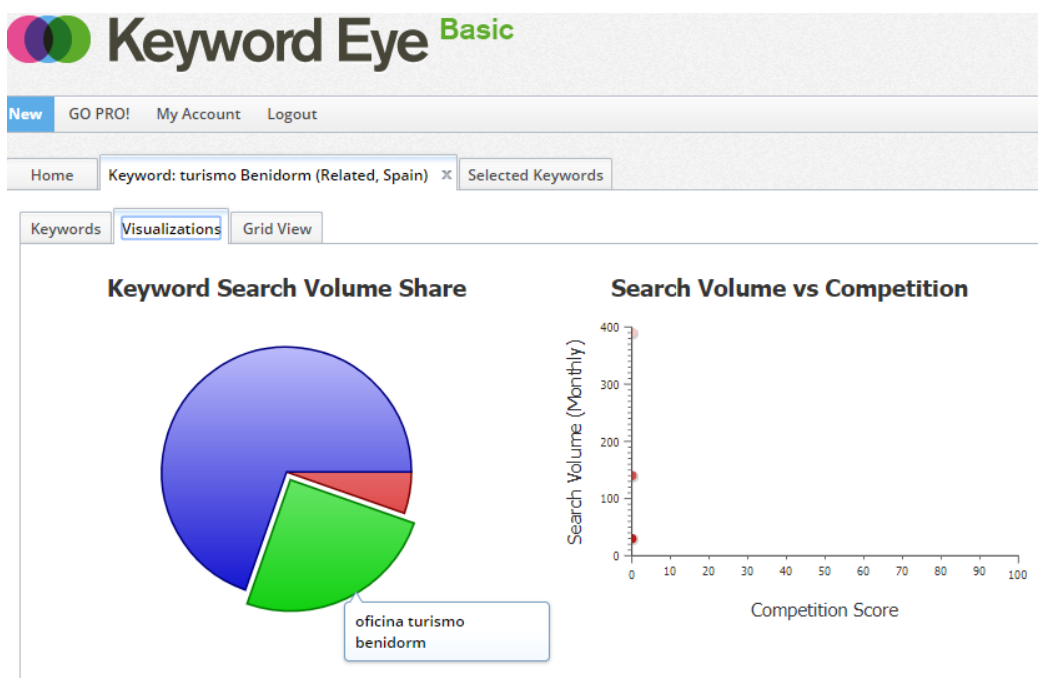 Keyword Eye Basic
New GO PRO! My Account Logout
Home Keyword: turismo Benidorm (Related, Spain) x Selected Keywords
Keywords Visualizations Grid View
Keyword Search Volume Share
oficina turismo
benidorm
Search Volume vs Competition
Search Volume (Monthly)
400
300
200
100
0
0 10 20 30 40 50 60 70 80 90 100
Competition Score